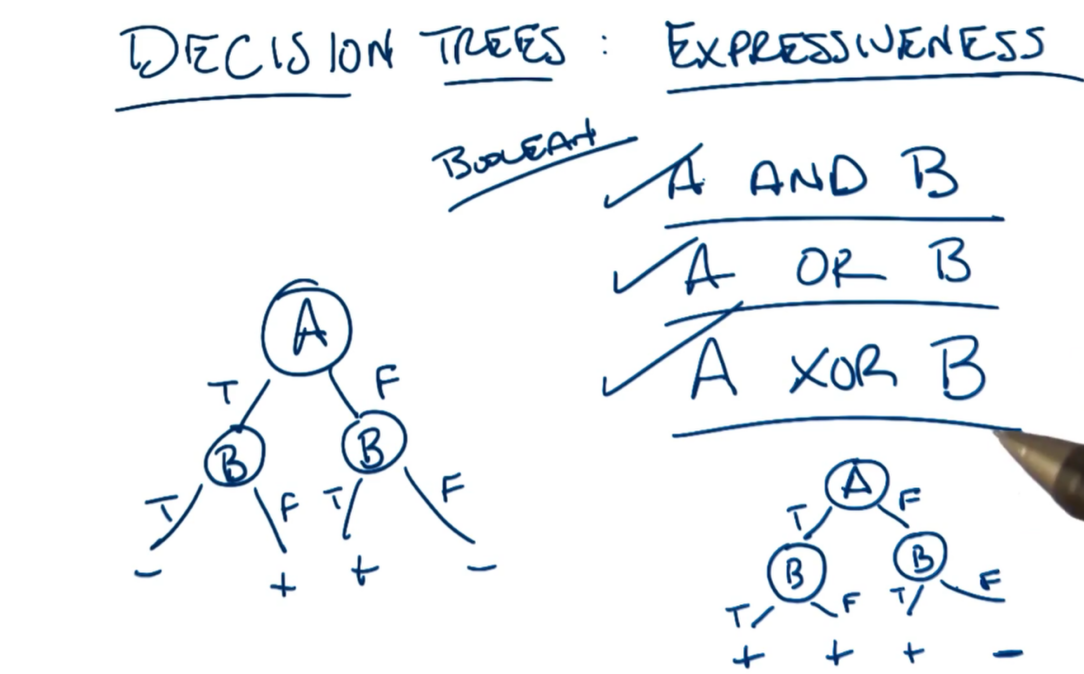 DECISION TREES : EXPRESSIVENESS
BOOLEAN
A AND B
A OR B
A XOR B
A
T F
B B
T F T F
- + + -
A
T F
B B
T F T F
+ + + -